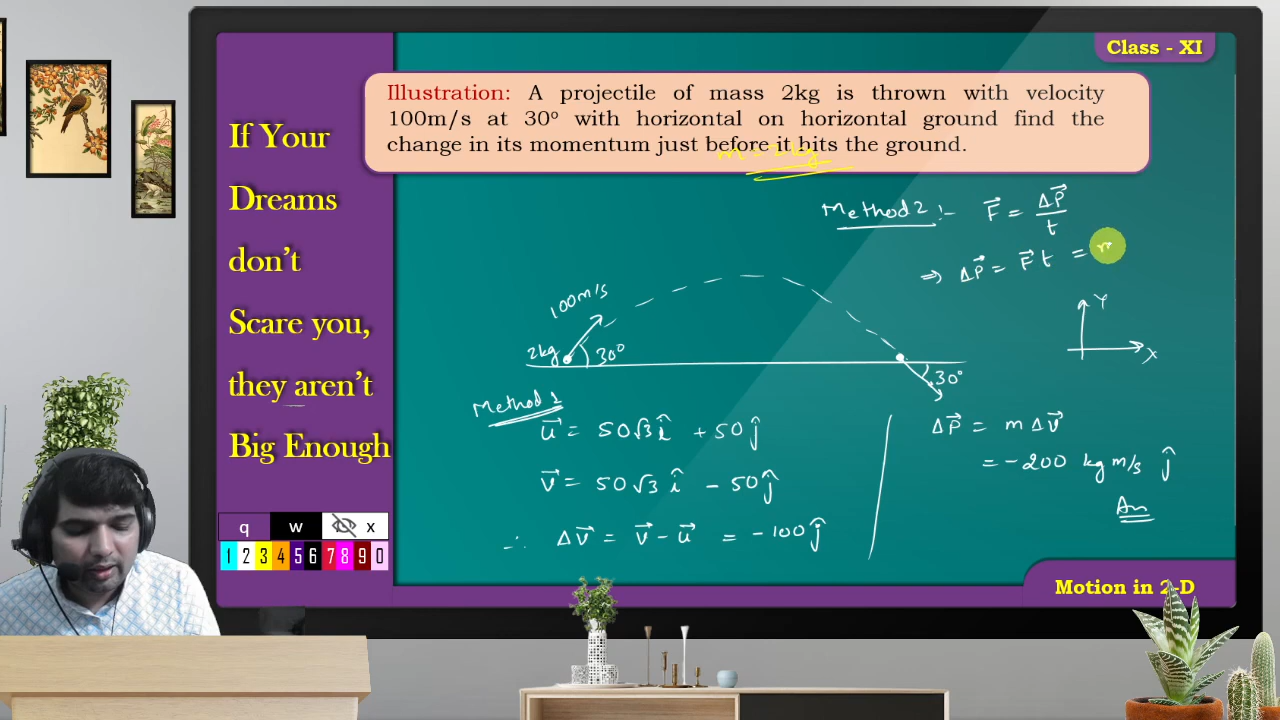 Class - XI
Illustration: A projectile of mass 2kg is thrown with velocity
100m/s at 30º with horizontal on horizontal ground find the
change in its momentum just before it hits the ground.
m = 2kg
If Your
Dreams
don't
Scare you,
they aren't
Big Enough
Method 2 :- F⃗ = ΔP⃗/t
⇒ ΔP⃗ = F⃗ t = m
100m/s
2kg
30°
30°
Y
X
Method 1
u⃗ = 50√3 î + 50 ĵ
v⃗ = 50√3 î - 50 ĵ
∴ Δv⃗ = v⃗ - u⃗ = -100 ĵ
ΔP⃗ = m Δv⃗
= -200 kg m/s ĵ
An
q w x
1 2 3 4 5 6 7 8 9 0
Motion in 2-D